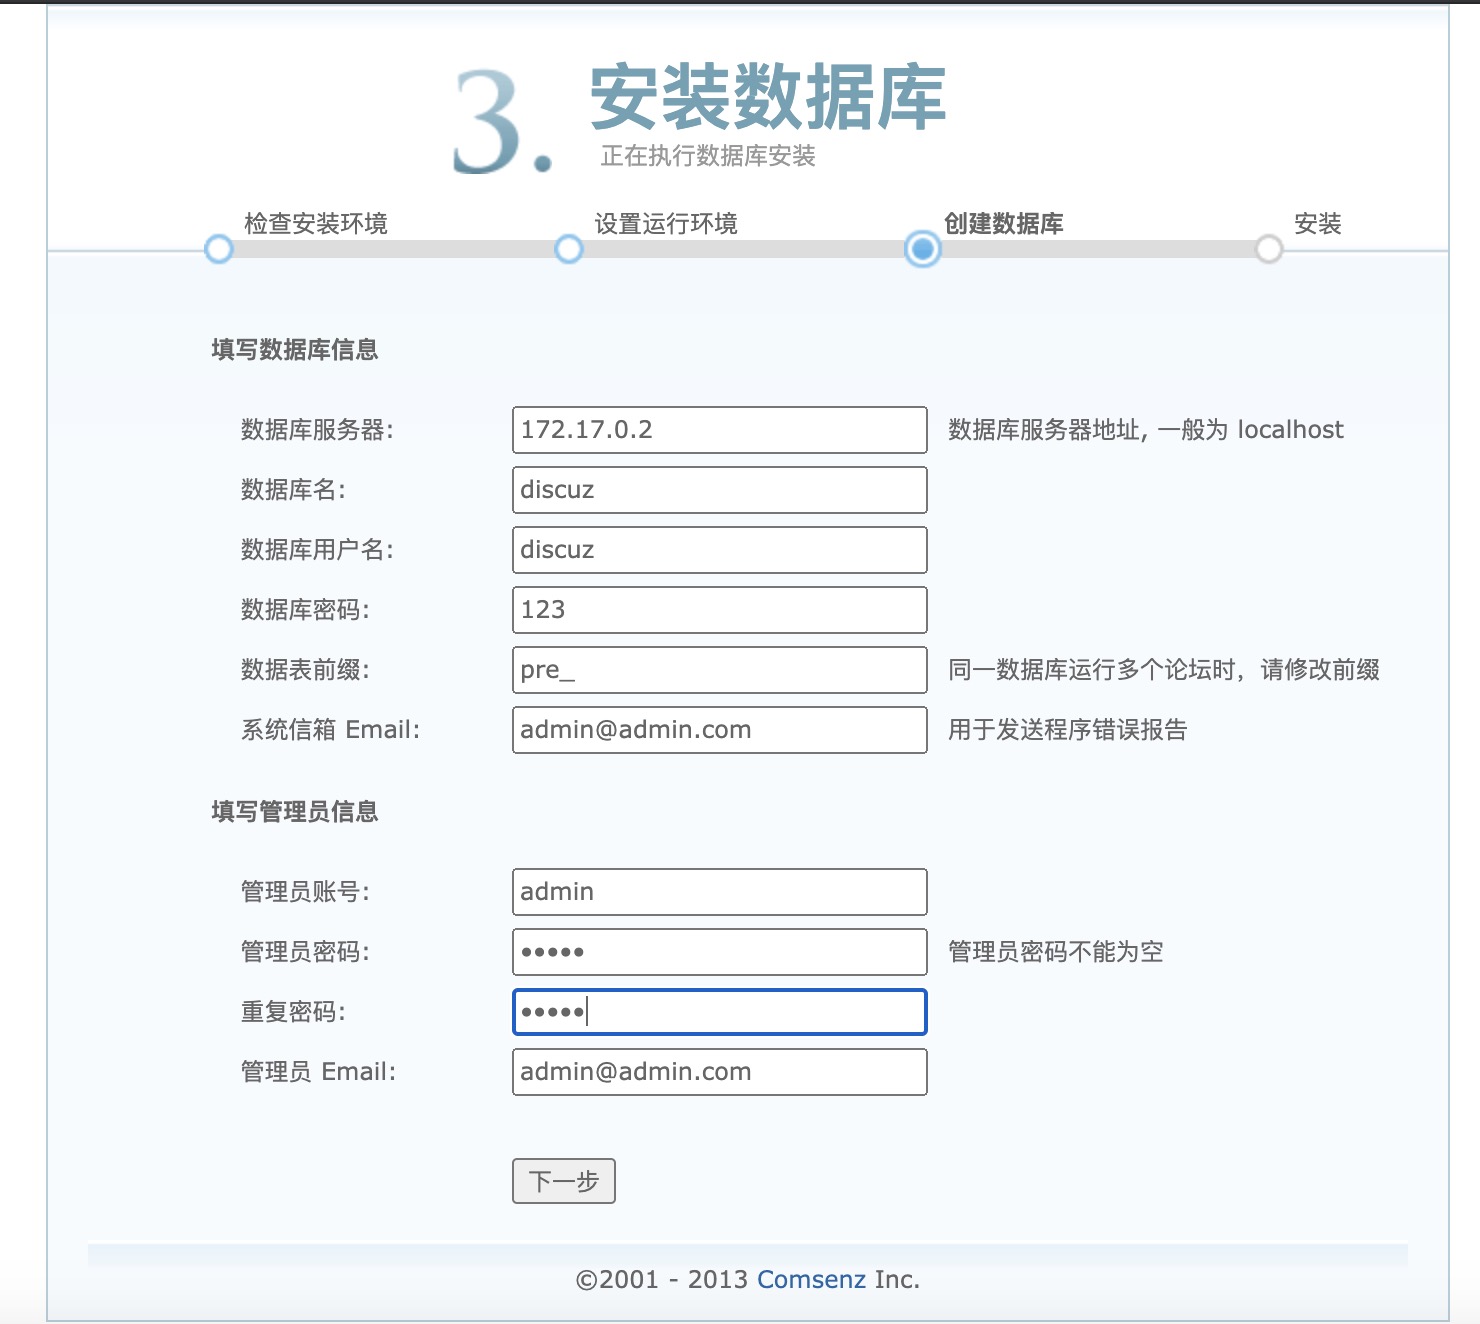 3. 安装数据库
正在执行数据库安装
检查安装环境 设置运行环境 创建数据库 安装
填写数据库信息
数据库服务器: 172.17.0.2 数据库服务器地址, 一般为 localhost
数据库名: discuz
数据库用户名: discuz
数据库密码: 123
数据表前缀: pre_ 同一数据库运行多个论坛时，请修改前缀
系统信箱 Email: admin@admin.com 用于发送程序错误报告
填写管理员信息
管理员账号: admin
管理员密码: ••••• 管理员密码不能为空
重复密码: •••••
管理员 Email: admin@admin.com
下一步
©2001 - 2013 Comsenz Inc.